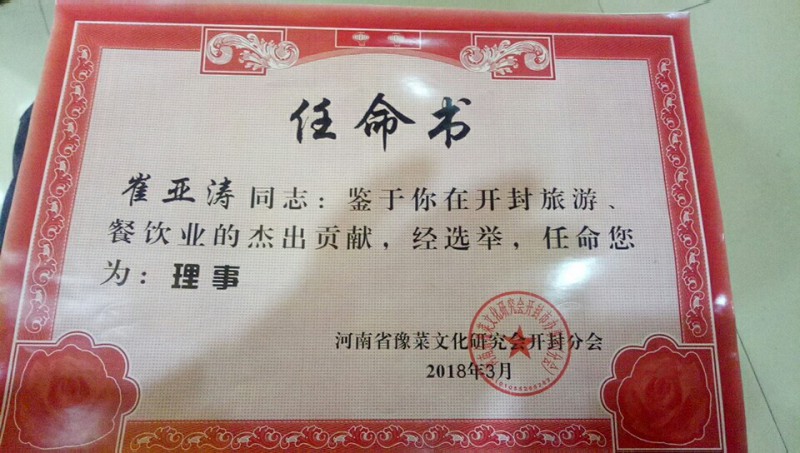 任命书
崔亚涛同志：鉴于你在开封旅游、
餐饮业的杰出贡献，经选举，任命您
为：理事
河南省豫菜文化研究会开封分会
2018年3月